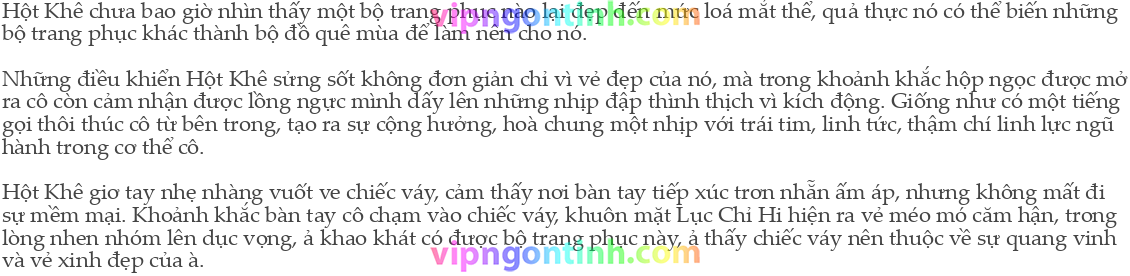 Hột Khê chưa bao giờ nhìn thấy một bộ trang phục nào lại đẹp đến mức loá mắt thế, quả thực nó có thể biến những
vipngontinh.com
bộ trang phục khác thành bộ đồ quê mùa để làm nền cho nó.
Những điều khiển Hột Khê sửng sốt không đơn giản chỉ vì vẻ đẹp của nó, mà trong khoảnh khắc hộp ngọc được mở
ra cô còn cảm nhận được lồng ngực mình dấy lên những nhịp đập thình thịch vì kích động. Giống như có một tiếng
gọi thôi thúc cô từ bên trong, tạo ra sự cộng hưởng, hoà chung một nhịp với trái tim, linh tức, thậm chí linh lực ngũ
hành trong cơ thể cô.
Hột Khê giơ tay nhẹ nhàng vuốt ve chiếc váy, cảm thấy nơi bàn tay tiếp xúc trơn nhẵn ấm áp, nhưng không mất đi
sự mềm mại. Khoảnh khắc bàn tay cô chạm vào chiếc váy, khuôn mặt Lục Chỉ Hi hiện ra vẻ méo mó căm hận, trong
lòng nhen nhóm lên dục vọng, ả khao khát có được bộ trang phục này, ả thấy chiếc váy nên thuộc về sự quang vinh
vipngontinh.com
và vẻ xinh đẹp của à.